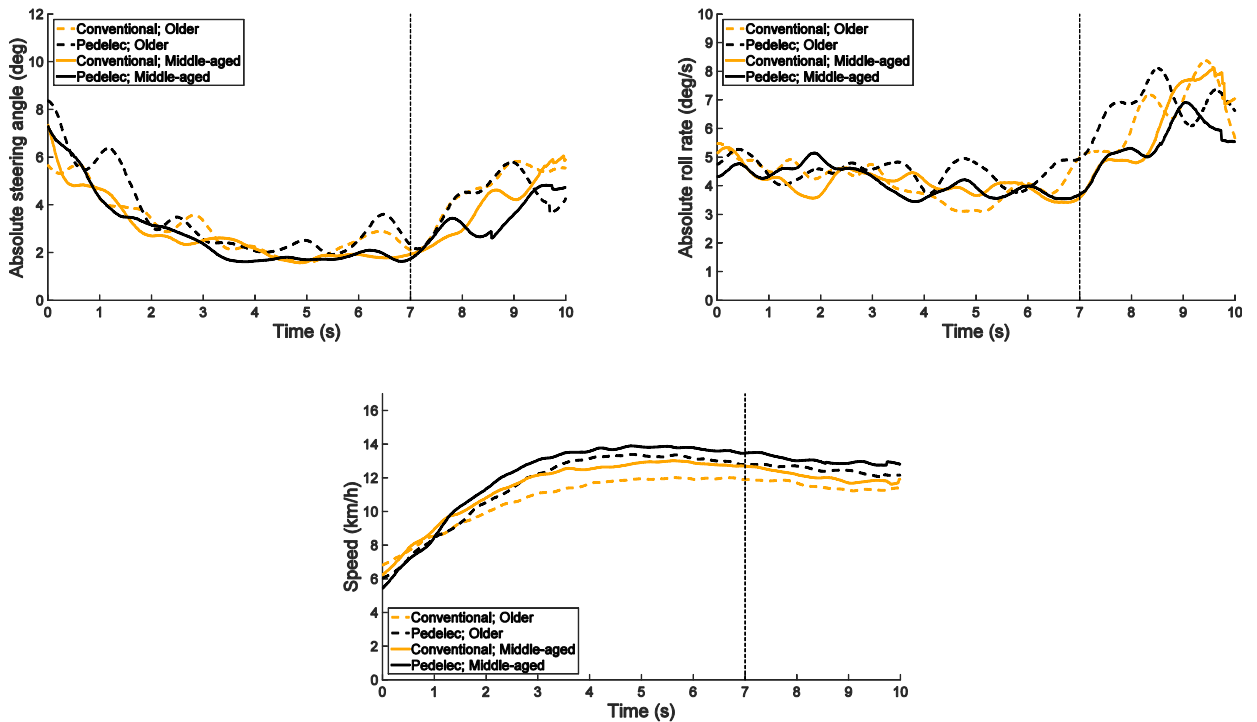 Absolute steering angle (deg)
12
10
8
6
4
2
0
Conventional; Older
Pedelec; Older
Conventional; Middle-aged
Pedelec; Middle-aged
0 1 2 3 4 5 6 7 8 9 10
Time (s)
Absolute roll rate (deg/s)
10
9
8
7
6
5
4
3
2
1
0
Conventional; Older
Pedelec; Older
Conventional; Middle-aged
Pedelec; Middle-aged
0 1 2 3 4 5 6 7 8 9 10
Time (s)
Speed (km/h)
16
14
12
10
8
6
4
2
0
Conventional; Older
Pedelec; Older
Conventional; Middle-aged
Pedelec; Middle-aged
0 1 2 3 4 5 6 7 8 9 10
Time (s)